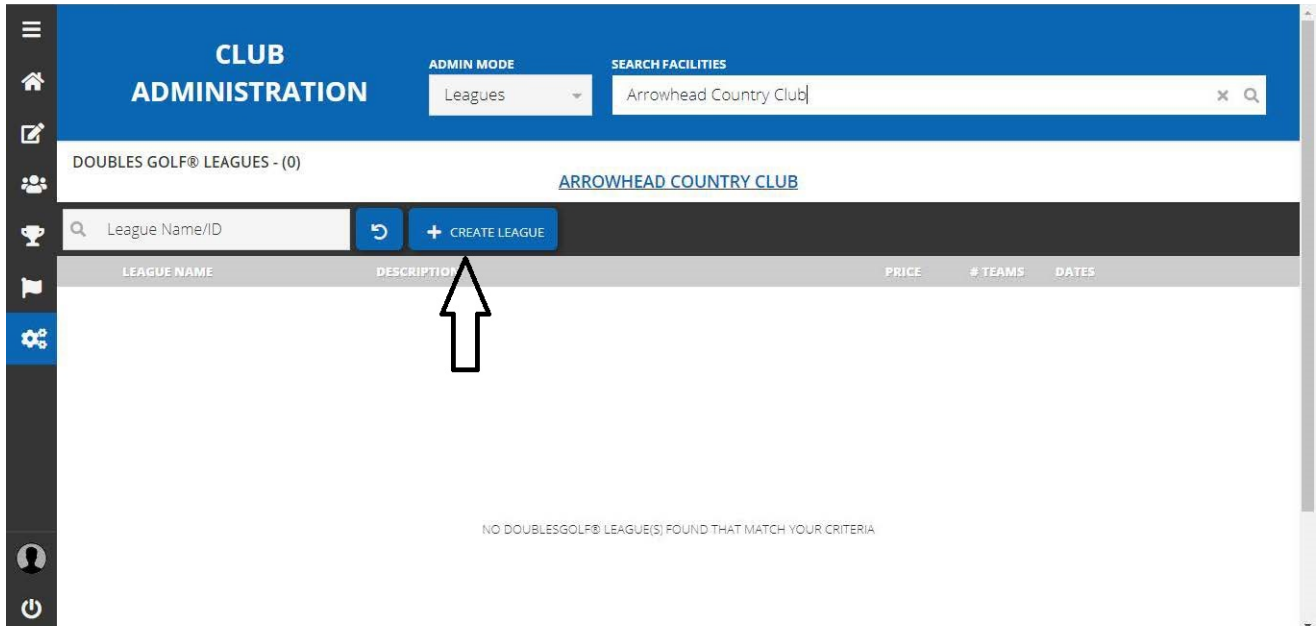 CLUB
ADMINISTRATION
ADMIN MODE
SEARCH FACILITIES
Leagues
Arrowhead Country Club
DOUBLES GOLF® LEAGUES - (0)
ARROWHEAD COUNTRY CLUB
League Name/ID
CREATE LEAGUE
LEAGUE NAME DESCRIPTION PRICE # TEAMS DATES
NO DOUBLESGOLF® LEAGUE(S) FOUND THAT MATCH YOUR CRITERIA